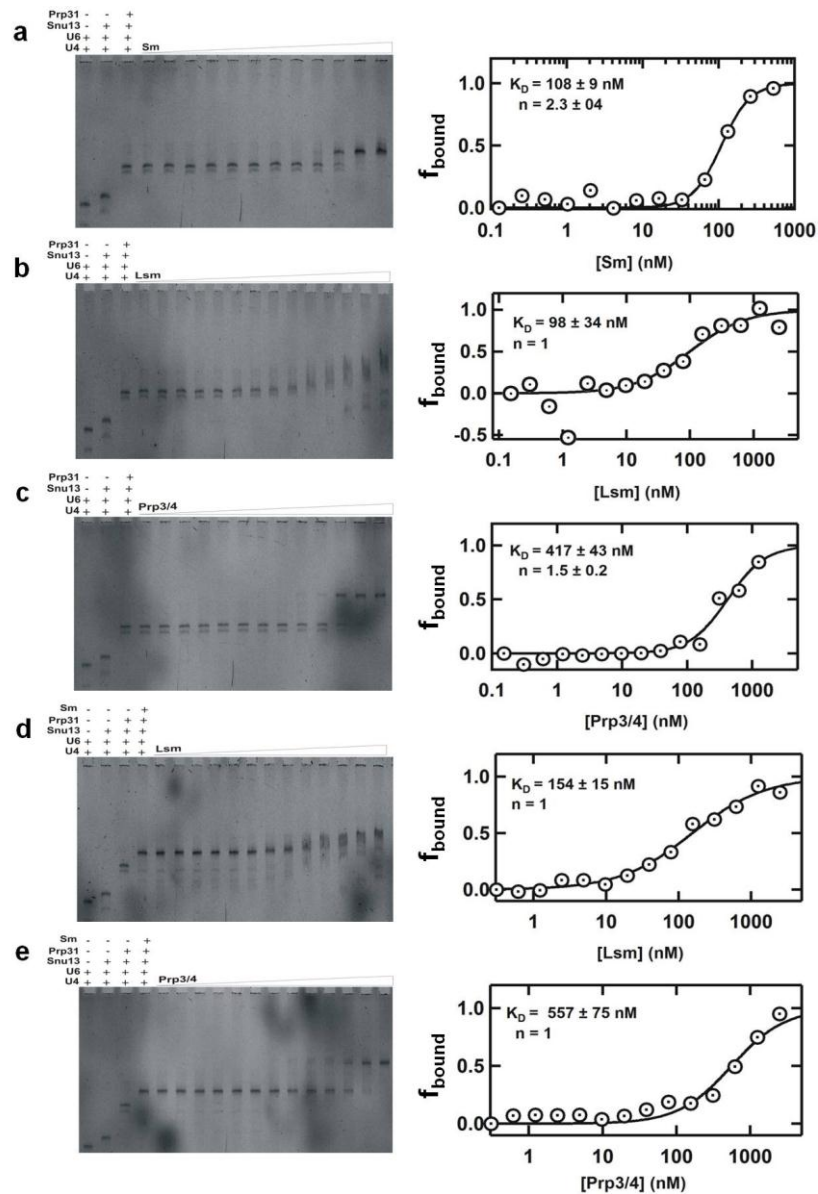 a
Prp31 - - +
Snu13 - + +
U6 + + +
U4 + + + Sm
K_D = 108 ± 9 nM
n = 2.3 ± 04
f_bound
1.0
0.5
0.0
0.1 1 10 100 1000
[Sm] (nM)
b
Prp31 - - +
Snu13 - + +
U6 + + +
U4 + + + Lsm
K_D = 98 ± 34 nM
n = 1
f_bound
1.0
0.5
0.0
-0.5
0.1 1 10 100 1000
[Lsm] (nM)
c
Prp31 - - +
Snu13 - + +
U6 + + +
U4 + + + Prp3/4
K_D = 417 ± 43 nM
n = 1.5 ± 0.2
f_bound
1.0
0.5
0.0
0.1 1 10 100 1000
[Prp3/4] (nM)
d
Sm - - - +
Prp31 - - + +
Snu13 - + + +
U6 + + + +
U4 + + + + Lsm
K_D = 154 ± 15 nM
n = 1
f_bound
1.0
0.5
0.0
1 10 100 1000
[Lsm] (nM)
e
Sm - - - +
Prp31 - - + +
Snu13 - + + +
U6 + + + +
U4 + + + + Prp3/4
K_D = 557 ± 75 nM
n = 1
f_bound
1.0
0.5
0.0
1 10 100 1000
[Prp3/4] (nM)